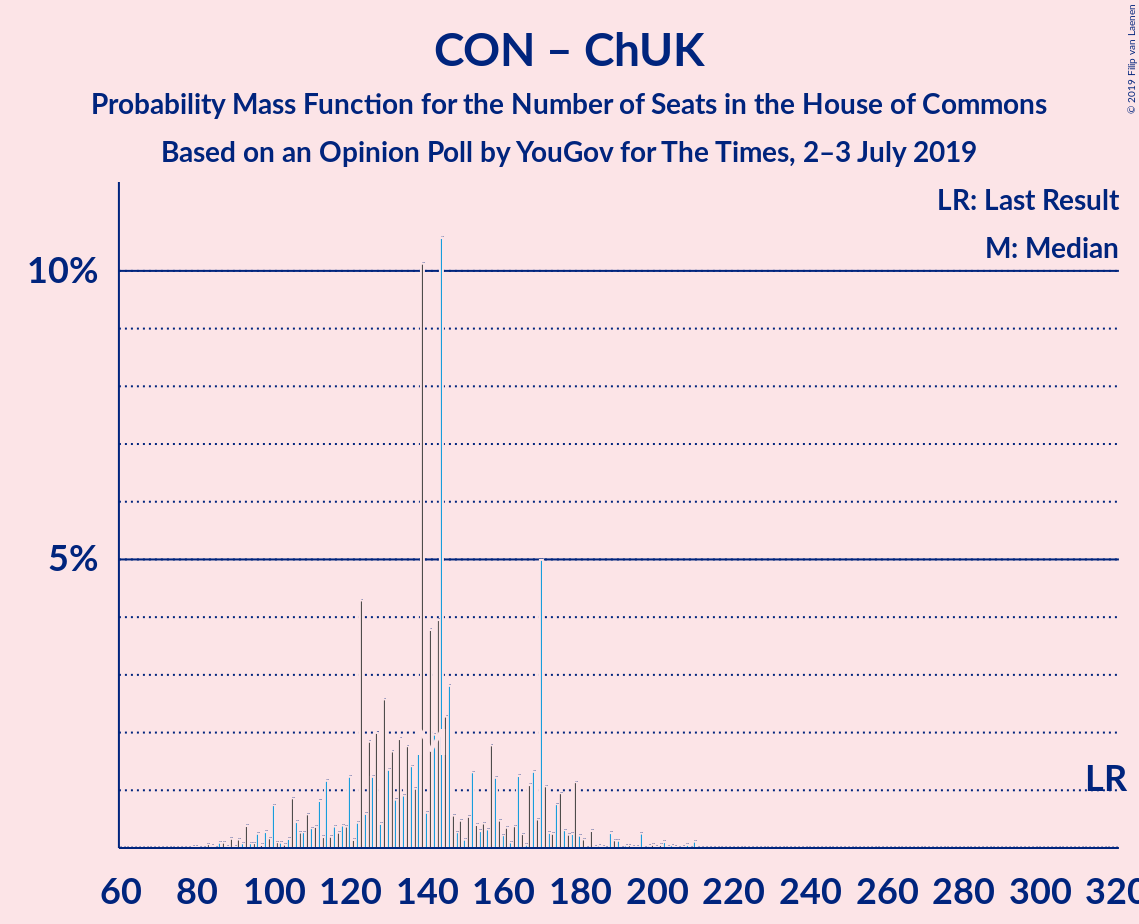 CON – ChUK
Probability Mass Function for the Number of Seats in the House of Commons
Based on an Opinion Poll by YouGov for The Times, 2–3 July 2019
© 2019 Filip van Laenen
LR: Last Result
M: Median
10%
5%
LR
60 80 100 120 140 160 180 200 220 240 260 280 300 320